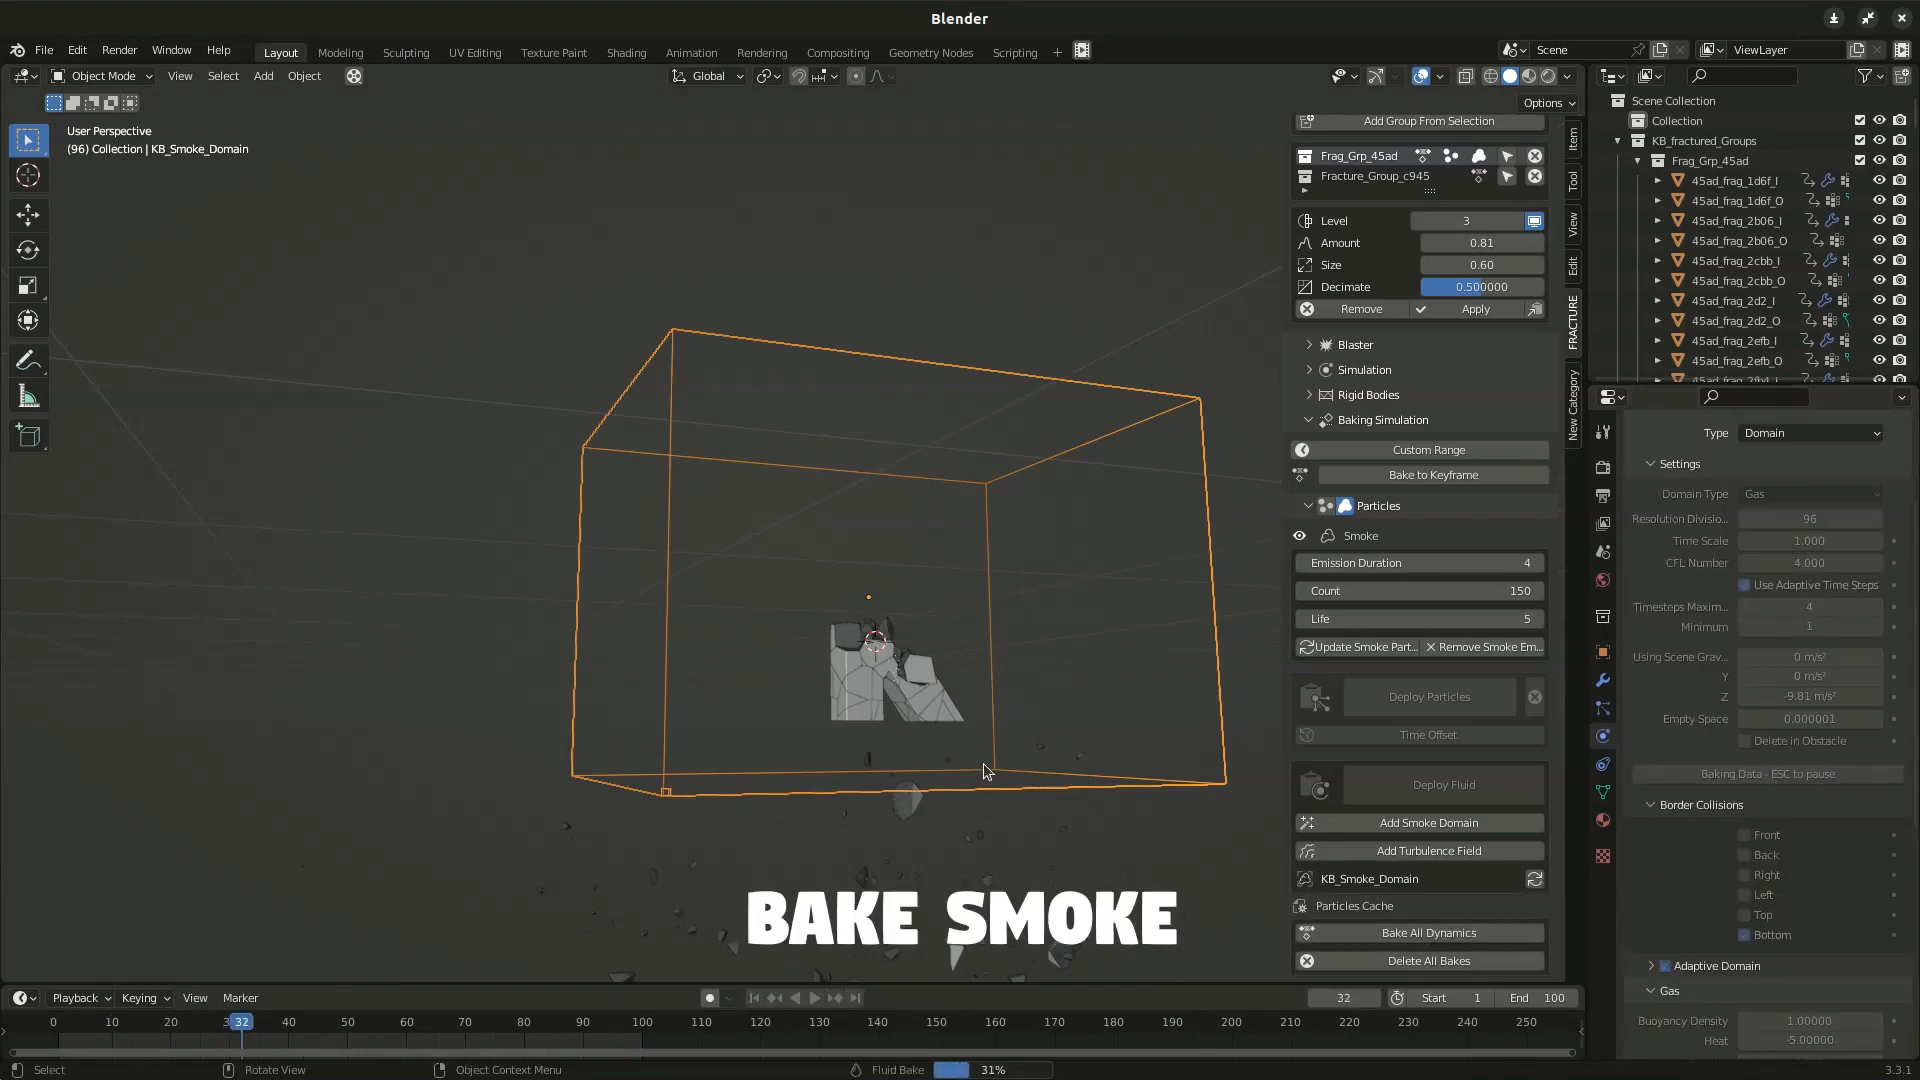 Blender
File Edit Render Window Help
Layout Modeling Sculpting UV Editing Texture Paint Shading Animation Rendering Compositing Geometry Nodes Scripting +
Scene
ViewLayer
Object Mode View Select Add Object
Global
Options
User Perspective
(96) Collection | KB_Smoke_Domain
Add Group From Selection
Frag_Grp_45ad
Fracture_Group_c945
Level 3
Amount 0.81
Size 0.60
Decimate 0.500000
Remove Apply
Blaster
Simulation
Rigid Bodies
Baking Simulation
Custom Range
Bake to Keyframe
Particles
Smoke
Emission Duration 4
Count 150
Life 5
Update Smoke Part... Remove Smoke Em...
Deploy Particles
Time Offset
Deploy Fluid
Add Smoke Domain
Add Turbulence Field
KB_Smoke_Domain
Particles Cache
Bake All Dynamics
Delete All Bakes
Item
Tool
View
Edit
FRACTURE
New Category
Scene Collection
Collection
KB_fractured_Groups
Frag_Grp_45ad
45ad_frag_1d6f_I
45ad_frag_1d6f_O
45ad_frag_2b06_I
45ad_frag_2b06_O
45ad_frag_2cbb_I
45ad_frag_2cbb_O
45ad_frag_2d2_I
45ad_frag_2d2_O
45ad_frag_2efb_I
45ad_frag_2efb_O
Type Domain
Settings
Domain Type Gas
Resolution Divisio... 96
Time Scale 1.000
CFL Number 4.000
Use Adaptive Time Steps
Timesteps Maxim... 4
Minimum 1
Using Scene Grav... 0 m/s²
Y 0 m/s²
Z -9.81 m/s²
Empty Space 0.000001
Delete in Obstacle
Baking Data - ESC to pause
Border Collisions
Front
Back
Right
Left
Top
Bottom
Adaptive Domain
Gas
Buoyancy Density 1.00000
Heat -5.00000
BAKE SMOKE
Playback Keying View Marker
32 Start 1 End 100
0 10 20 32 40 50 60 70 80 90 100 110 120 130 140 150 160 170 180 190 200 210 220 230 240 250
Select Rotate View Object Context Menu Fluid Bake 31% 3.3.1